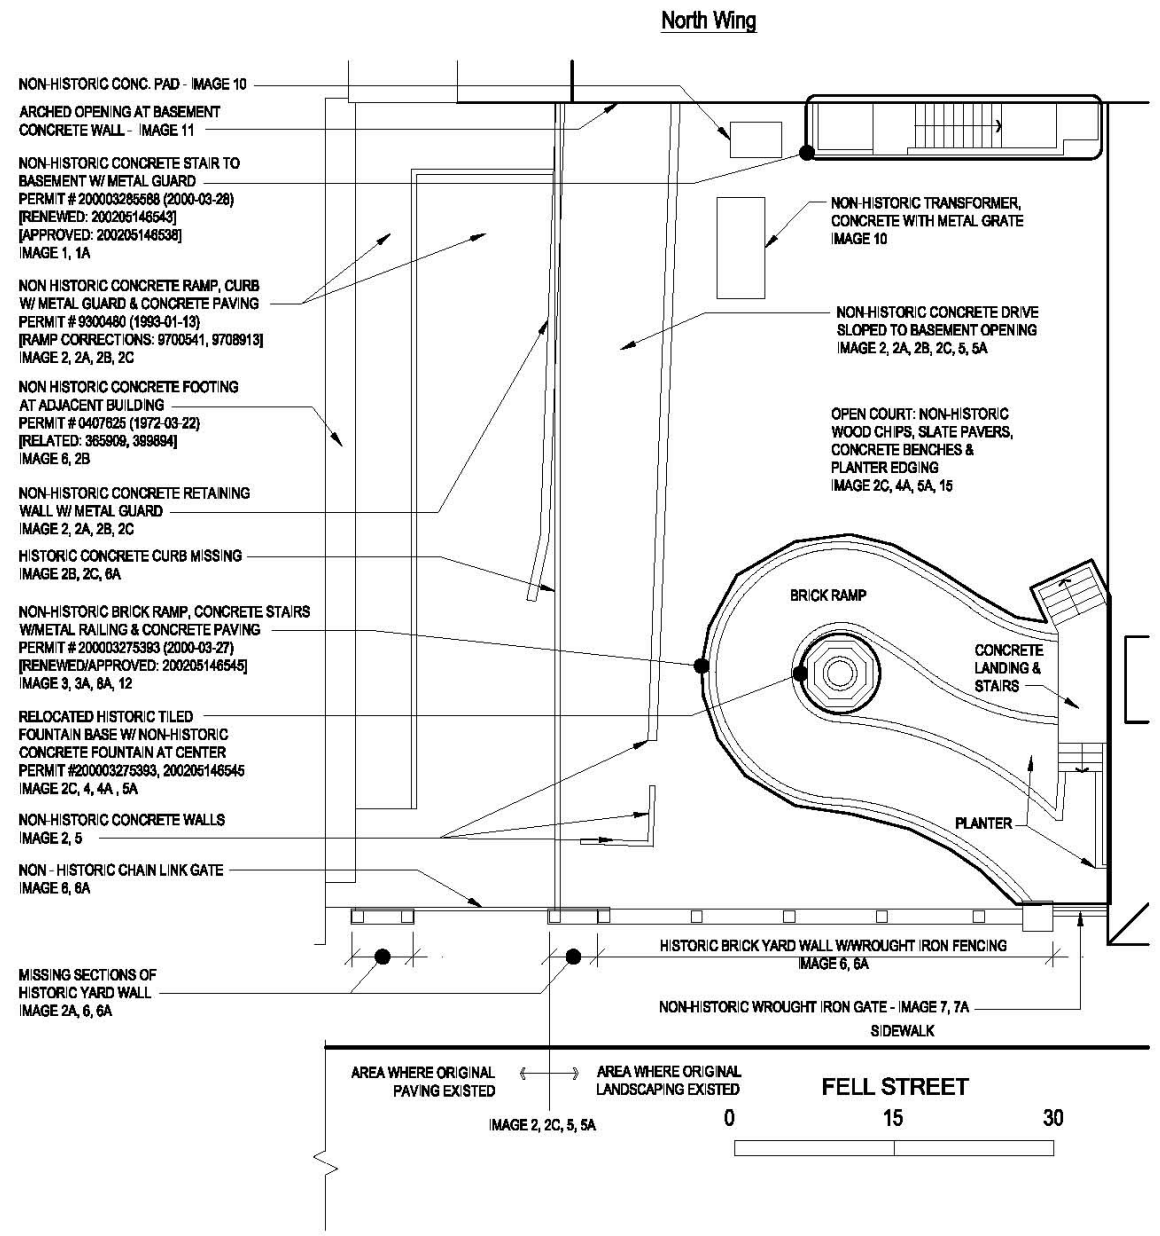 North Wing
NON-HISTORIC CONC. PAD - IMAGE 10
ARCHED OPENING AT BASEMENT
CONCRETE WALL - IMAGE 11
NON-HISTORIC CONCRETE STAIR TO
BASEMENT W/ METAL GUARD
PERMIT # 200003285588 (2000-03-28)
[RENEWED: 200205146543]
[APPROVED: 200205146538]
IMAGE 1, 1A
NON HISTORIC CONCRETE RAMP, CURB
W/ METAL GUARD & CONCRETE PAVING
PERMIT # 9300480 (1993-01-13)
[RAMP CORRECTIONS: 9700541, 9708913]
IMAGE 2, 2A, 2B, 2C
NON HISTORIC CONCRETE FOOTING
AT ADJACENT BUILDING
PERMIT # 0407625 (1972-03-22)
[RELATED: 365909, 399894]
IMAGE 6, 2B
NON-HISTORIC CONCRETE RETAINING
WALL W/ METAL GUARD
IMAGE 2, 2A, 2B, 2C
HISTORIC CONCRETE CURB MISSING
IMAGE 2B, 2C, 6A
NON-HISTORIC BRICK RAMP, CONCRETE STAIRS
W/METAL RAILING & CONCRETE PAVING
PERMIT # 200003275393 (2000-03-27)
[RENEWED/APPROVED: 200205146545]
IMAGE 3, 3A, 8A, 12
RELOCATED HISTORIC TILED
FOUNTAIN BASE W/ NON-HISTORIC
CONCRETE FOUNTAIN AT CENTER
PERMIT #200003275393, 200205146545
IMAGE 2C, 4, 4A , 5A
NON-HISTORIC CONCRETE WALLS
IMAGE 2, 5
NON - HISTORIC CHAIN LINK GATE
IMAGE 6, 6A
MISSING SECTIONS OF
HISTORIC YARD WALL
IMAGE 2A, 6, 6A
NON-HISTORIC TRANSFORMER,
CONCRETE WITH METAL GRATE
IMAGE 10
NON-HISTORIC CONCRETE DRIVE
SLOPED TO BASEMENT OPENING
IMAGE 2, 2A, 2B, 2C, 5, 5A
OPEN COURT: NON-HISTORIC
WOOD CHIPS, SLATE PAVERS,
CONCRETE BENCHES &
PLANTER EDGING
IMAGE 2C, 4A, 5A, 15
BRICK RAMP
CONCRETE
LANDING &
STAIRS
PLANTER
HISTORIC BRICK YARD WALL W/WROUGHT IRON FENCING
IMAGE 6, 6A
NON-HISTORIC WROUGHT IRON GATE - IMAGE 7, 7A
SIDEWALK
AREA WHERE ORIGINAL
PAVING EXISTED
AREA WHERE ORIGINAL
LANDSCAPING EXISTED
IMAGE 2, 2C, 5, 5A
FELL STREET
0 15 30